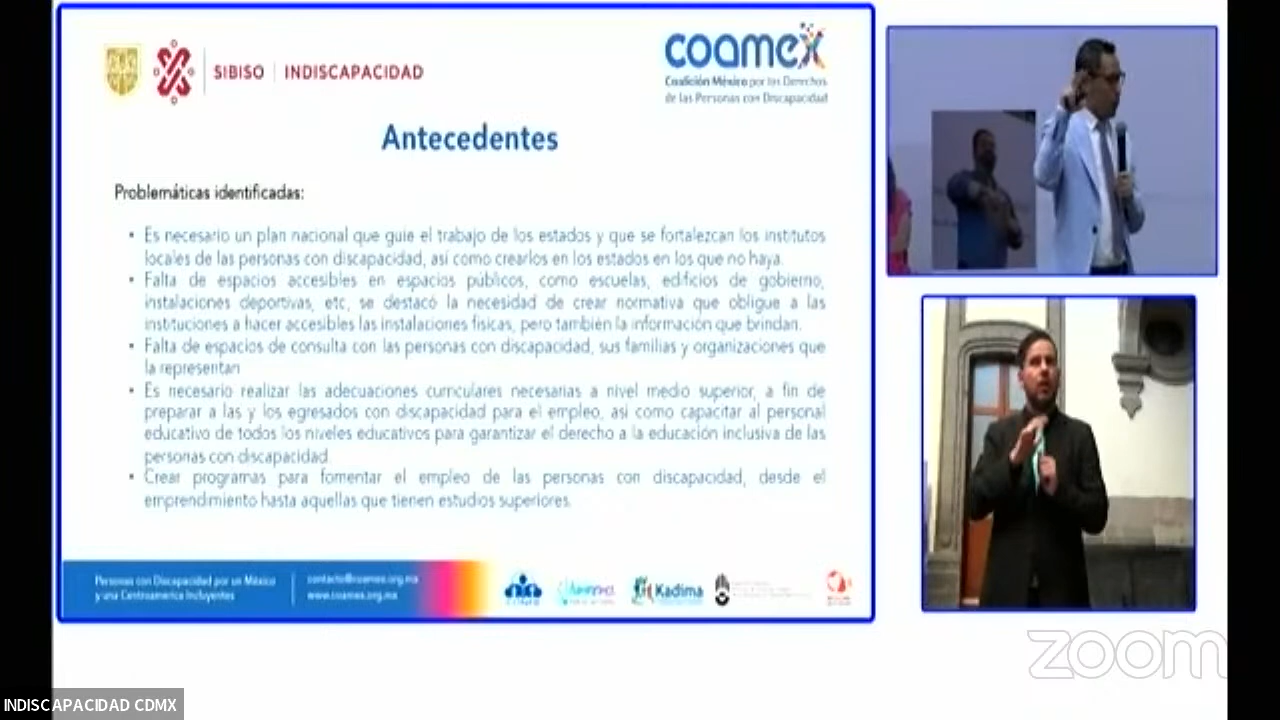 SIBISO | INDISCAPACIDAD
COAMEX
Coalición México por los Derechos
de las Personas con Discapacidad
Antecedentes
Problemáticas identificadas:
• Es necesario un plan nacional que guie el trabajo de los estados y que se fortalezcan los institutos
locales de las personas con discapacidad, así como crearlos en los estados en los que no haya.
• Falta de espacios accesibles en espacios públicos, como escuelas, edificios de gobierno,
instalaciones deportivas, etc, se destacó la necesidad de crear normativa que obligue a las
instituciones a hacer accesibles las instalaciones físicas, pero también la información que brindan.
• Falta de espacios de consulta con las personas con discapacidad, sus familias y organizaciones que
la representan
• Es necesario realizar las adecuaciones curriculares necesarias a nivel medio superior, a fin de
preparar a las y los egresados con discapacidad para el empleo, asi como capacitar al personal
educativo de todos los niveles educativos para garantizar el derecho a la educación inclusiva de las
personas con discapacidad
• Crear programas para fomentar el empleo de las personas con discapacidad, desde el
emprendimiento hasta aquellas que tienen estudios superiores.
Personas con Discapacidad por un México
y una Centroamerica Incluyentes
contacto@coamex.org.mx
www.coamex.org.mx
Kadima
zoom
INDISCAPACIDAD CDMX